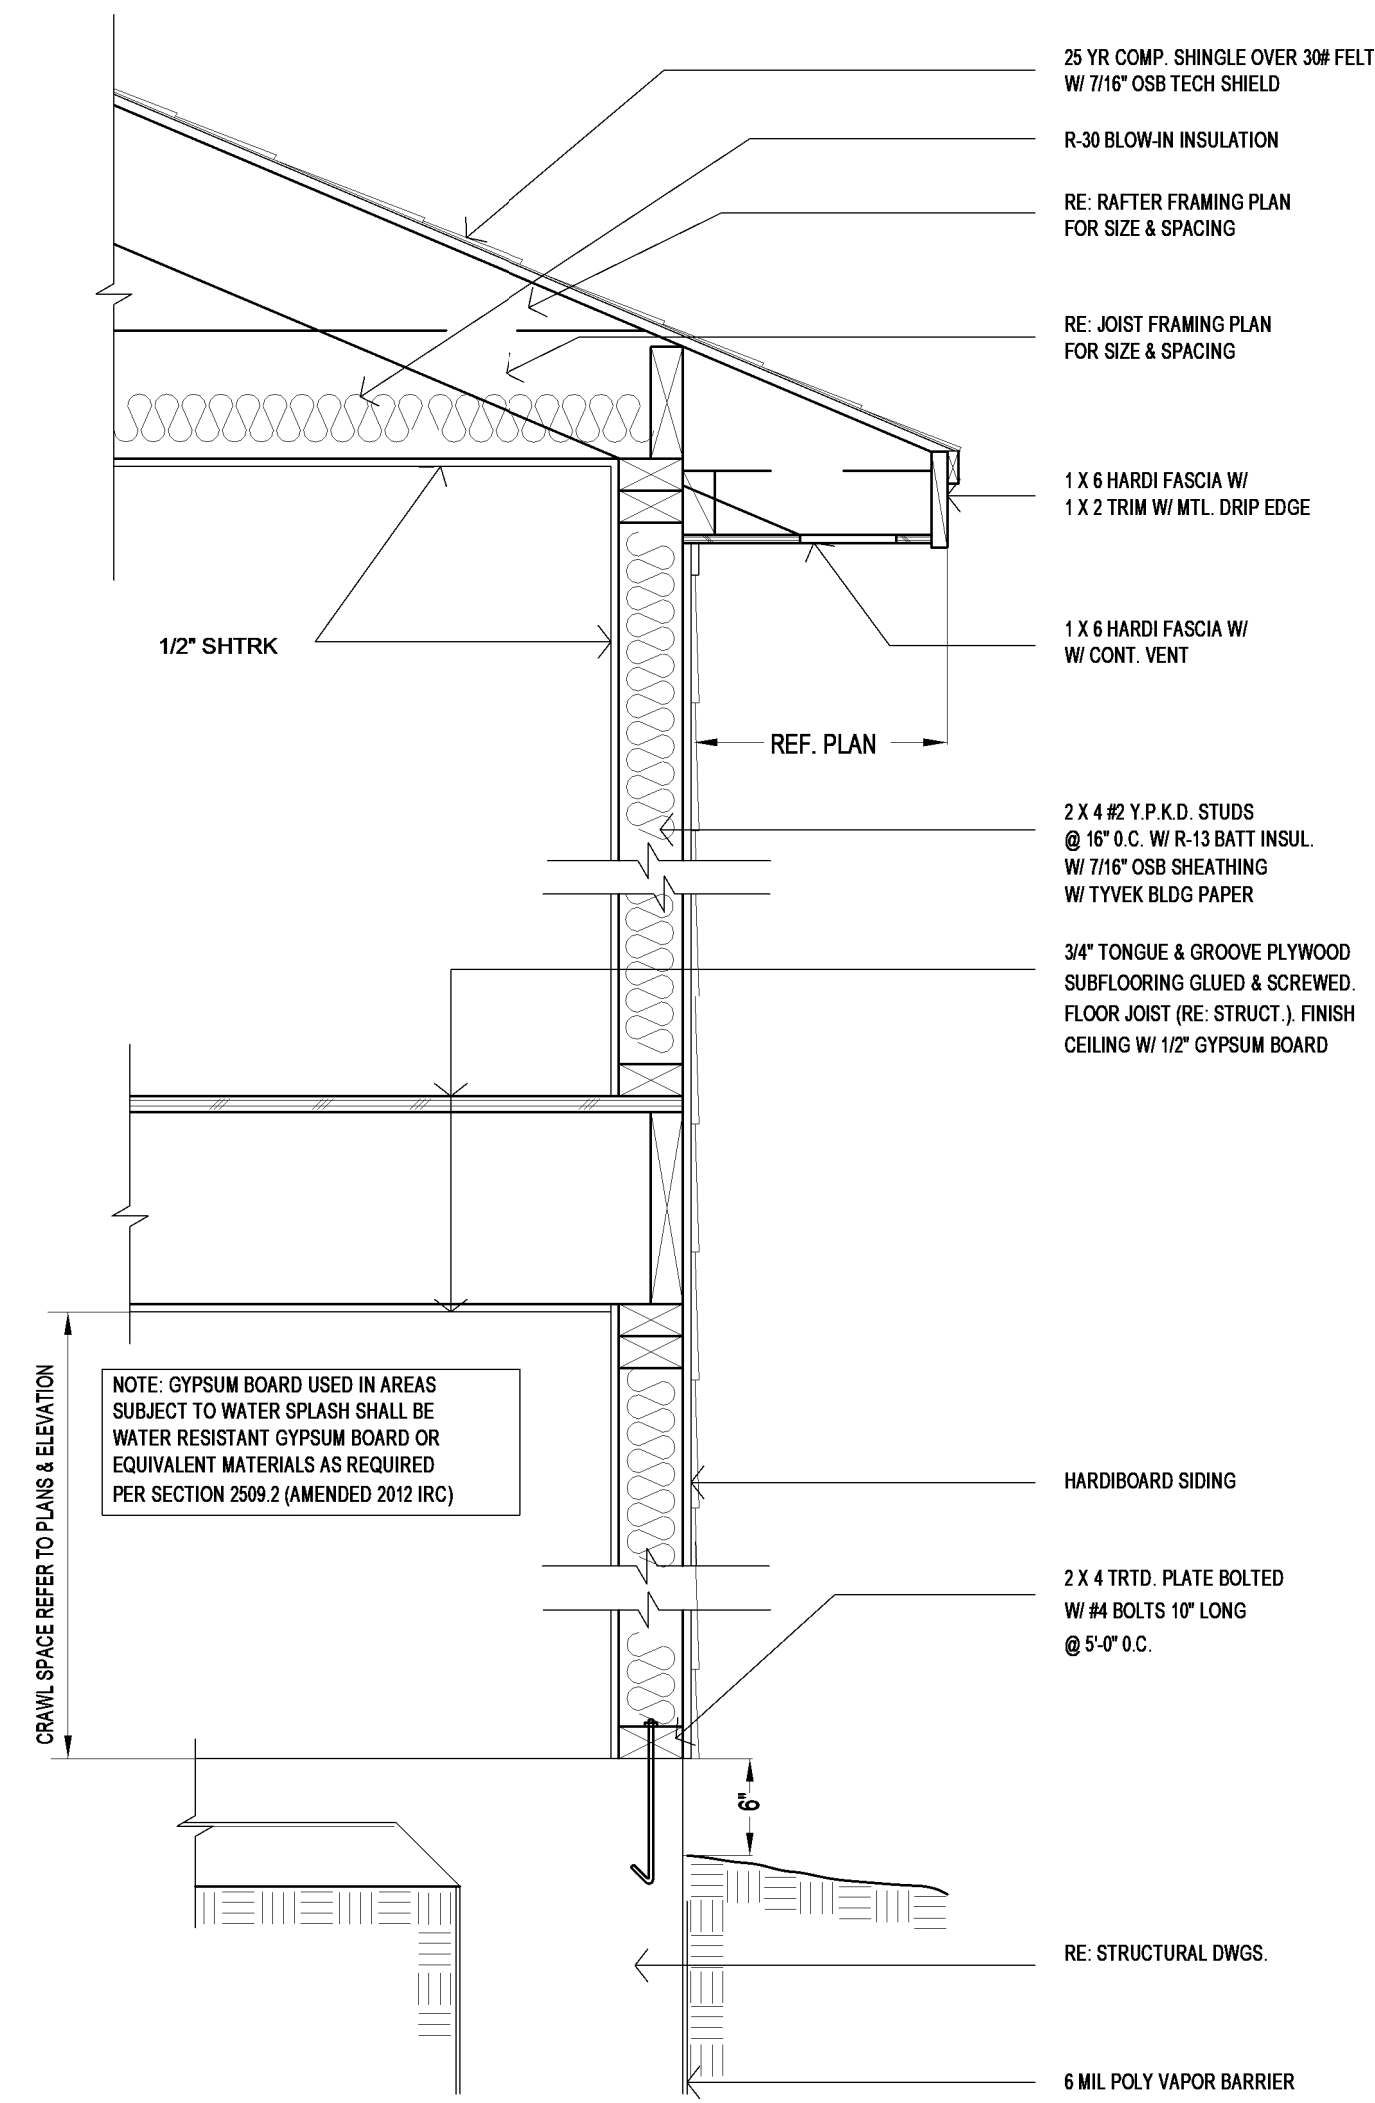 25 YR COMP. SHINGLE OVER 30# FELT
W/ 7/16" OSB TECH SHIELD
R-30 BLOW-IN INSULATION
RE: RAFTER FRAMING PLAN
FOR SIZE & SPACING
RE: JOIST FRAMING PLAN
FOR SIZE & SPACING
1 X 6 HARDI FASCIA W/
1 X 2 TRIM W/ MTL. DRIP EDGE
1/2" SHTRK
1 X 6 HARDI FASCIA W/
W/ CONT. VENT
REF. PLAN
2 X 4 #2 Y.P.K.D. STUDS
@ 16" O.C. W/ R-13 BATT INSUL.
W/ 7/16" OSB SHEATHING
W/ TYVEK BLDG PAPER
3/4" TONGUE & GROOVE PLYWOOD
SUBFLOORING GLUED & SCREWED.
FLOOR JOIST (RE: STRUCT.). FINISH
CEILING W/ 1/2" GYPSUM BOARD
CRAWL SPACE REFER TO PLANS & ELEVATION
NOTE: GYPSUM BOARD USED IN AREAS
SUBJECT TO WATER SPLASH SHALL BE
WATER RESISTANT GYPSUM BOARD OR
EQUIVALENT MATERIALS AS REQUIRED
PER SECTION 2509.2 (AMENDED 2012 IRC)
HARDIBOARD SIDING
2 X 4 TRTD. PLATE BOLTED
W/ #4 BOLTS 10" LONG
@ 5'-0" O.C.
6"
RE: STRUCTURAL DWGS.
6 MIL POLY VAPOR BARRIER